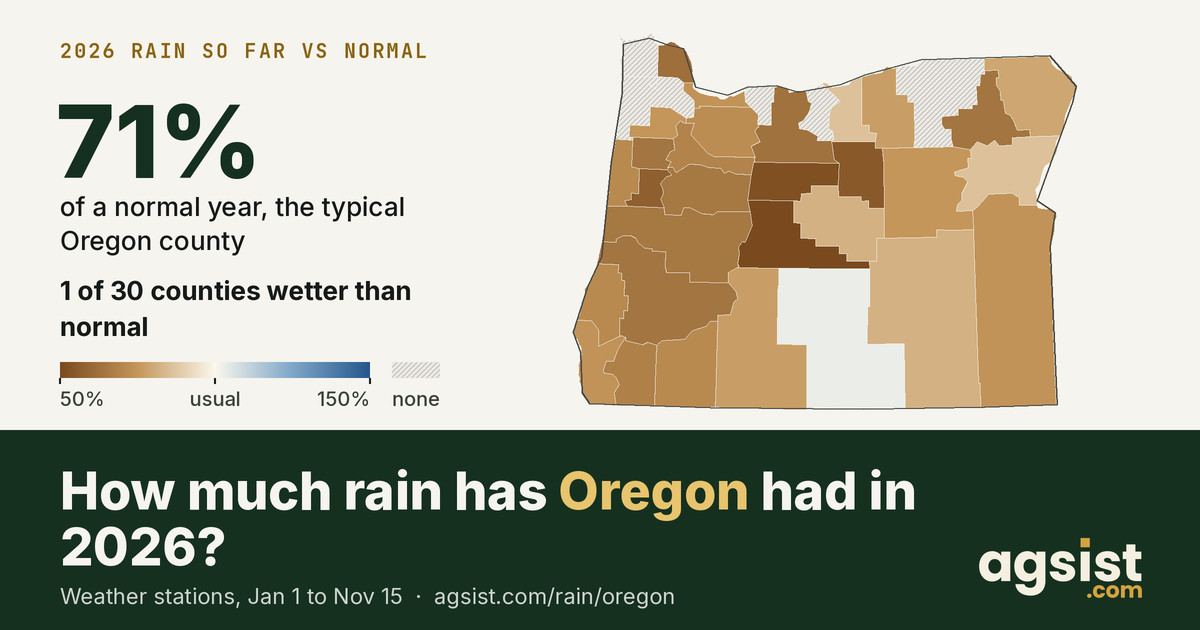 2026 RAIN SO FAR VS NORMAL
71%
of a normal year, the typical
Oregon county
1 of 30 counties wetter than
normal
50% usual 150% none
How much rain has Oregon had in
2026?
Weather stations, Jan 1 to Nov 15 · agsist.com/rain/oregon
agsist
.com